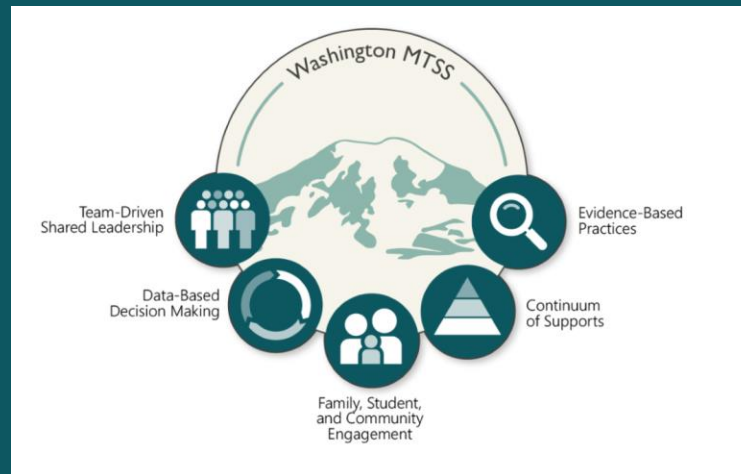 Washington MTSS
Team-Driven
Shared Leadership
Evidence-Based
Practices
Data-Based
Decision Making
Continuum
of Supports
Family, Student,
and Community
Engagement